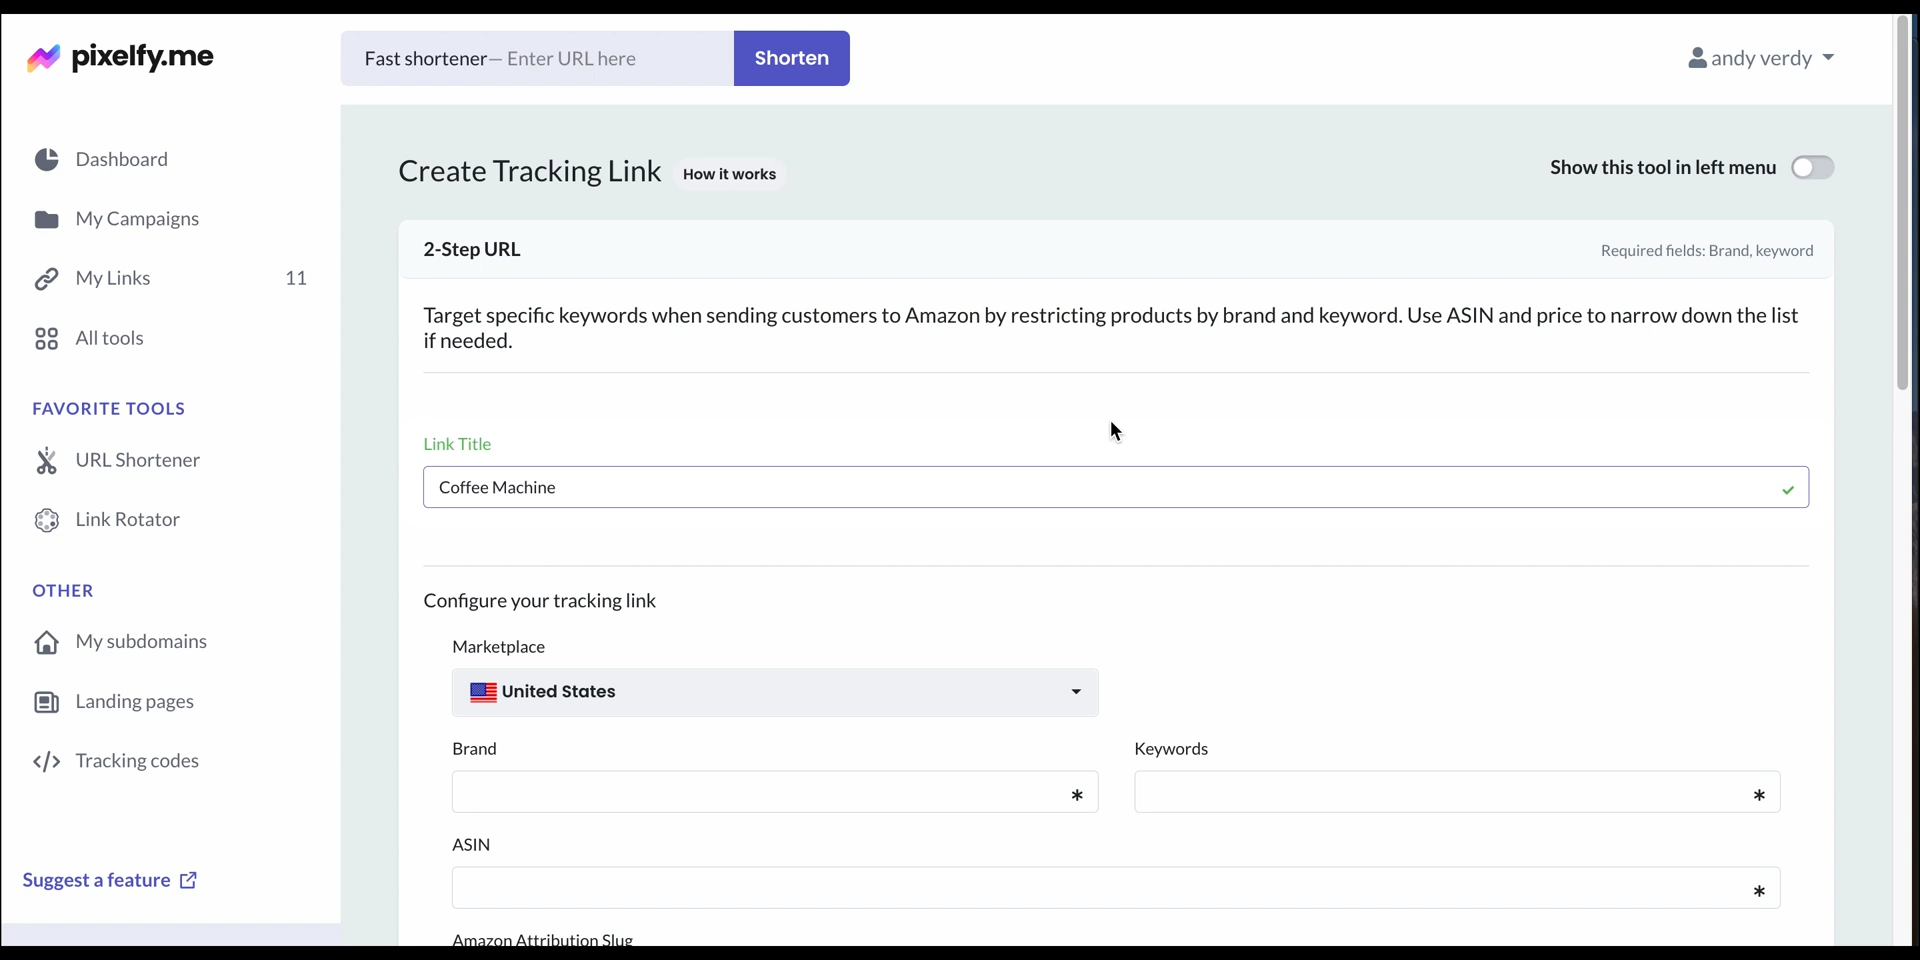 pixelfy.me
Fast shortener— Enter URL here
Shorten
andy verdy
Dashboard
My Campaigns
My Links 11
All tools
FAVORITE TOOLS
URL Shortener
Link Rotator
OTHER
My subdomains
Landing pages
Tracking codes
Suggest a feature
Create Tracking Link
How it works
Show this tool in left menu
2-Step URL
Required fields: Brand, keyword
Target specific keywords when sending customers to Amazon by restricting products by brand and keyword. Use ASIN and price to narrow down the list
if needed.
Link Title
Coffee Machine
Configure your tracking link
Marketplace
United States
Brand
Keywords
*
*
ASIN
*
Amazon Attribution Slug